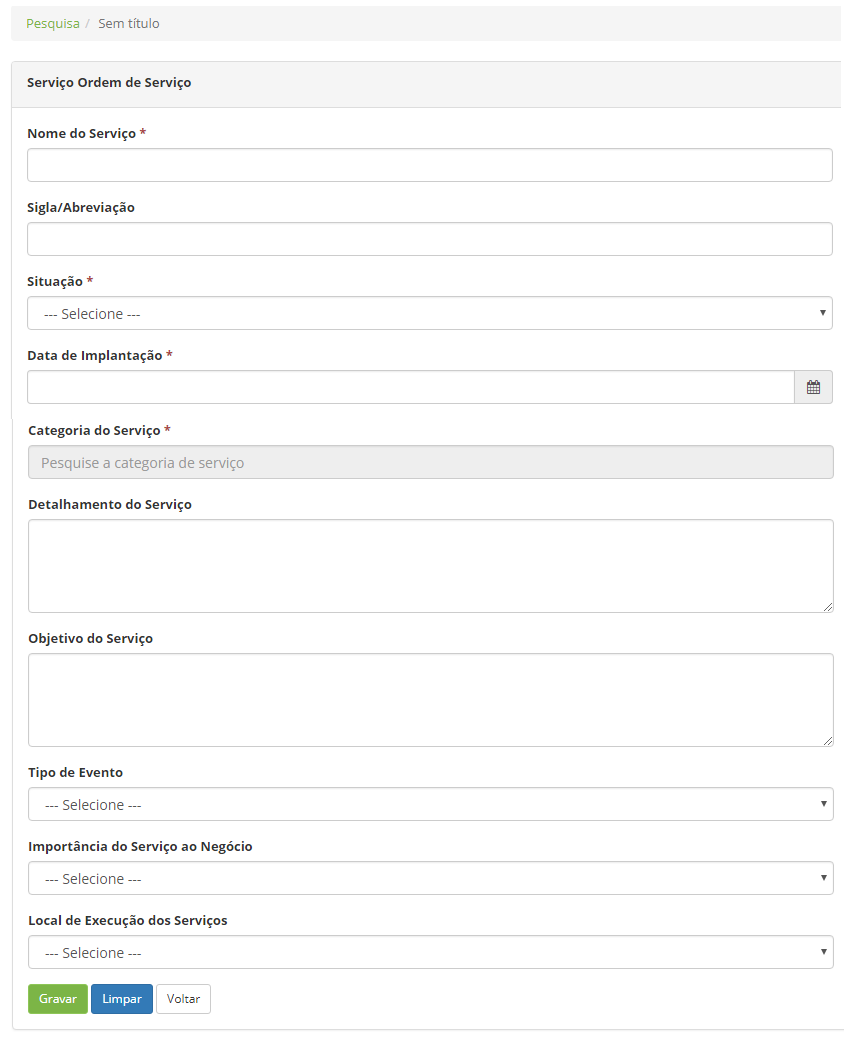 Pesquisa / Sem título
Serviço Ordem de Serviço
Nome do Serviço *
Sigla/Abreviação
Situação *
--- Selecione ---
Data de Implantação *
Categoria do Serviço *
Pesquise a categoria de serviço
Detalhamento do Serviço
Objetivo do Serviço
Tipo de Evento
--- Selecione ---
Importância do Serviço ao Negócio
--- Selecione ---
Local de Execução dos Serviços
--- Selecione ---
Gravar Limpar Voltar